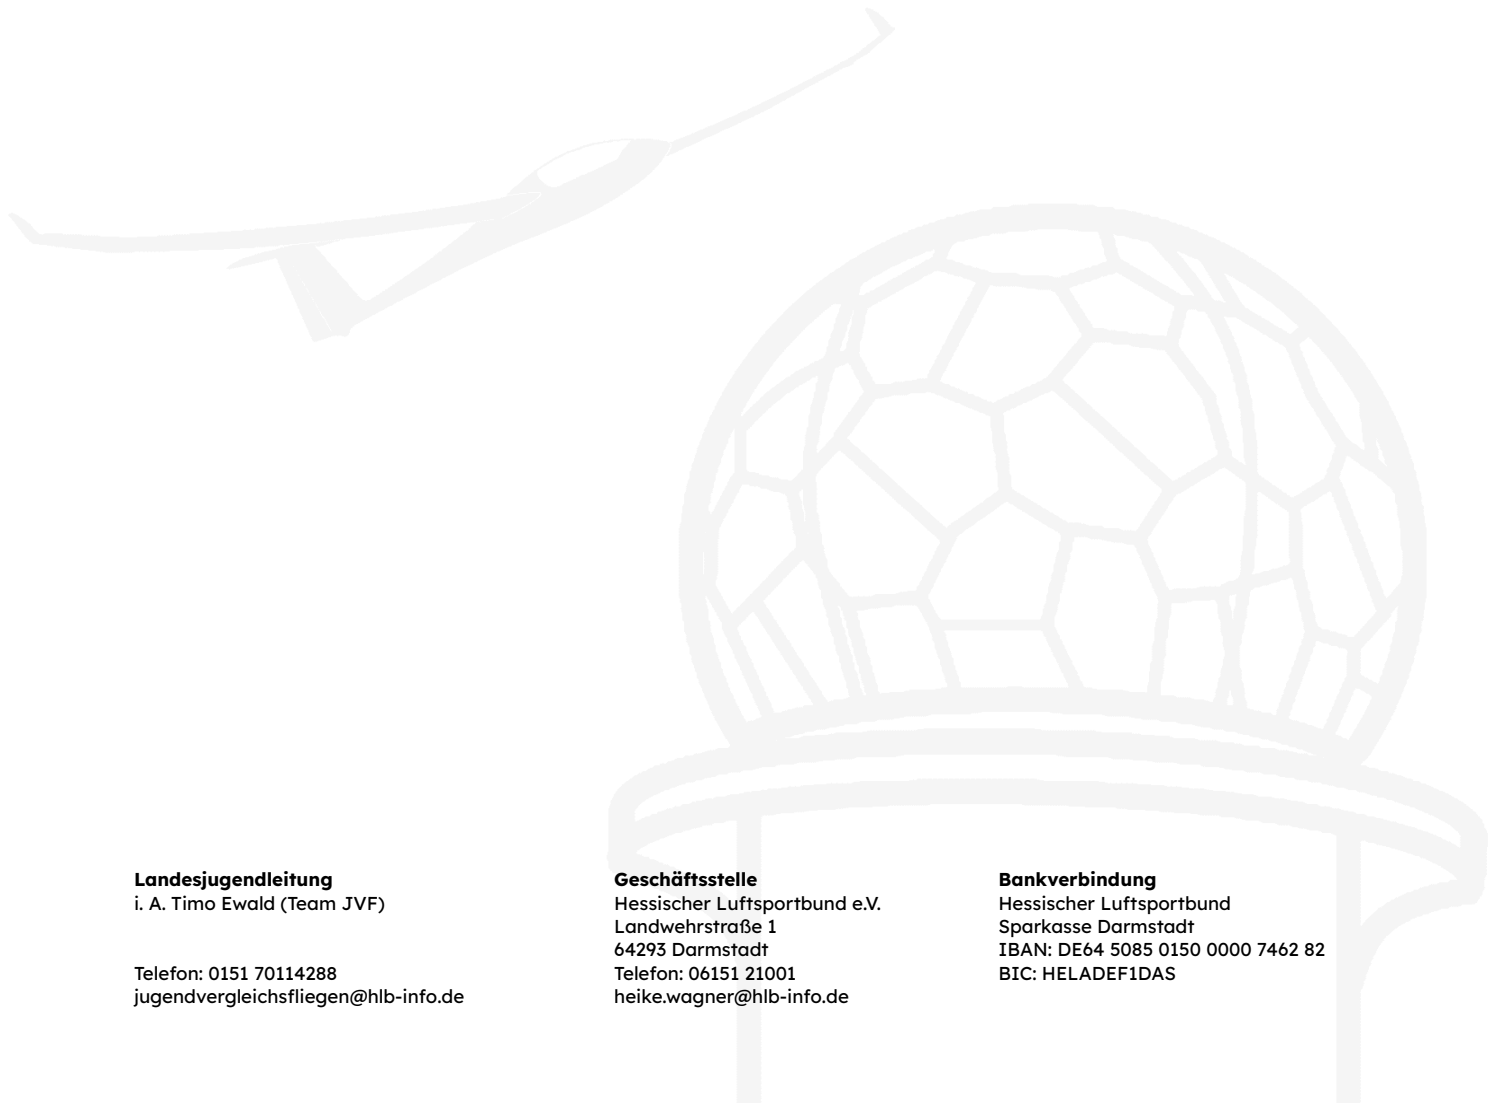 Landesjugendleitung
i. A. Timo Ewald (Team JVF)
Telefon: 0151 70114288
jugendvergleichsfliegen@hlb-info.de
Geschäftsstelle
Hessischer Luftsportbund e.V.
Landwehrstraße 1
64293 Darmstadt
Telefon: 06151 21001
heike.wagner@hlb-info.de
Bankverbindung
Hessischer Luftsportbund
Sparkasse Darmstadt
IBAN: DE64 5085 0150 0000 7462 82
BIC: HELADEF1DAS